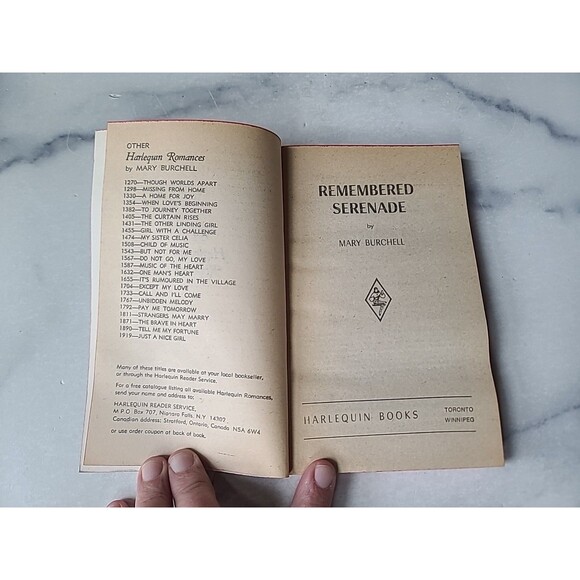 OTHER
Harlequin Romances
by MARY BURCHELL
1270—THOUGH WORLDS APART
1298—MISSING FROM HOME
1330—A HOME FOR JOY
1354—WHEN LOVE'S BEGINNING
1382—TO JOURNEY TOGETHER
1405—THE CURTAIN RISES
1431—THE OTHER LINDING GIRL
1455—GIRL WITH A CHALLENGE
1474—MY SISTER CELIA
1508—CHILD OF MUSIC
1543—BUT NOT FOR ME
1567—DO NOT GO, MY LOVE
1587—MUSIC OF THE HEART
1632—ONE MAN'S HEART
1655—IT'S RUMOURED IN THE VILLAGE
1704—EXCEPT MY LOVE
1733—CALL AND I'LL COME
1767—UNBIDDEN MELODY
1792—PAY ME TOMORROW
1811—STRANGERS MAY MARRY
1871—THE BRAVE IN HEART
1890—TELL ME MY FORTUNE
1919—JUST A NICE GIRL
Many of these titles are available at your local bookseller,
or through the Harlequin Reader Service.
For a free catalogue listing all available Harlequin Romances,
send your name and address to:
HARLEQUIN READER SERVICE,
M.P.O. Box 707, Niagara Falls, N.Y. 14302
Canadian address: Stratford, Ontario, Canada N5A 6W4
or use order coupon at back of book.
REMEMBERED
SERENADE
by
MARY BURCHELL
HARLEQUIN BOOKS
TORONTO
WINNIPEG